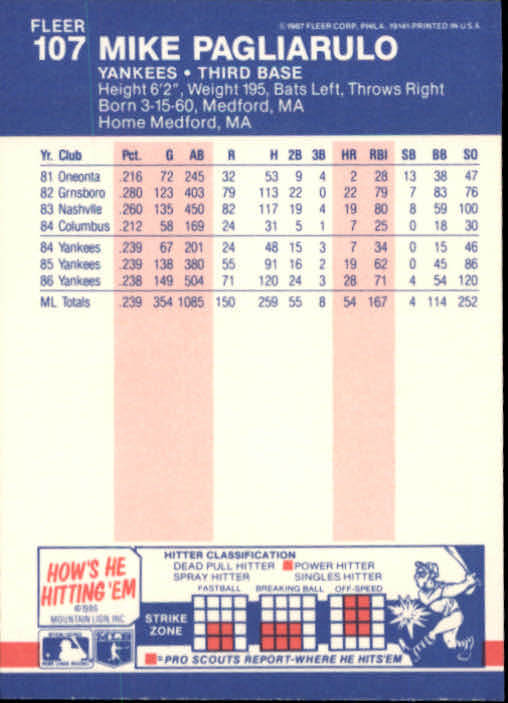 FLEER
©1987 FLEER CORP., PHILA. 19141-PRINTED IN U.S.A.
107 MIKE PAGLIARULO
YANKEES • THIRD BASE
Height 6'2", Weight 195, Bats Left, Throws Right
Born 3-15-60, Medford, MA
Home Medford, MA
Yr. Club Pct. G AB R H 2B 3B HR RBI SB BB SO
81 Oneonta .216 72 245 32 53 9 4 2 28 13 38 47
82 Grnsboro .280 123 403 79 113 22 0 22 79 7 83 76
83 Nashvlle .260 135 450 82 117 19 4 19 80 8 59 100
84 Columbus .212 58 169 24 31 5 1 7 25 0 18 30
84 Yankees .239 67 201 24 48 15 3 7 34 0 15 46
85 Yankees .239 138 380 55 91 16 2 19 62 0 45 86
86 Yankees .238 149 504 71 120 24 3 28 71 4 54 120
ML Totals .239 354 1085 150 259 55 8 54 167 4 114 252
HOW'S HE
HITTING 'EM
©1986
MOUNTAIN LION, INC.
HITTER CLASSIFICATION
DEAD PULL HITTER POWER HITTER
SPRAY HITTER SINGLES HITTER
FASTBALL BREAKING BALL OFF-SPEED
STRIKE
ZONE
=PRO SCOUTS REPORT-WHERE HE HITS'EM